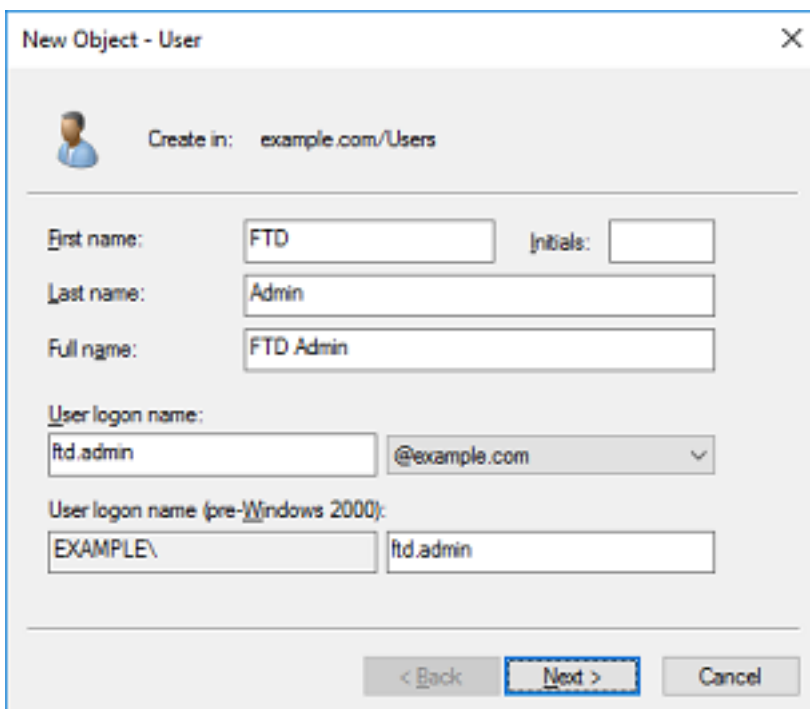 New Object - User
Create in: example.com/Users
First name: FTD Initials:
Last name: Admin
Full name: FTD Admin
User logon name:
ftd.admin @example.com
User logon name (pre-Windows 2000):
EXAMPLE\ ftd.admin
< Back Next > Cancel